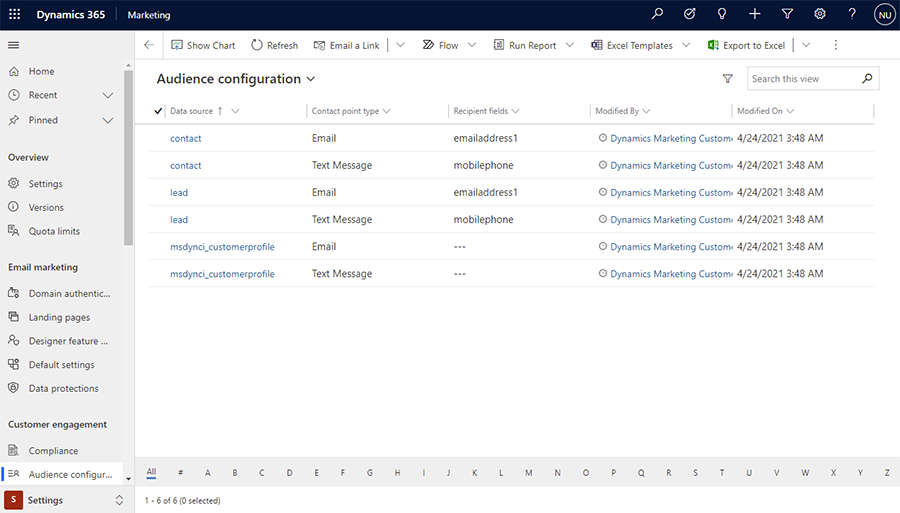 Dynamics 365 Marketing NU
Show Chart Refresh Email a Link Flow Run Report Excel Templates Export to Excel
Home
Recent
Pinned
Overview
Settings
Versions
Quota limits
Email marketing
Domain authentic...
Landing pages
Designer feature ...
Default settings
Data protections
Customer engagement
Compliance
Audience configur...
S Settings
Audience configuration
Search this view
Data source Contact point type Recipient fields Modified By Modified On
contact Email emailaddress1 Dynamics Marketing Custome 4/24/2021 3:48 AM
contact Text Message mobilephone Dynamics Marketing Custome 4/24/2021 3:48 AM
lead Email emailaddress1 Dynamics Marketing Custome 4/24/2021 3:48 AM
lead Text Message mobilephone Dynamics Marketing Custome 4/24/2021 3:48 AM
msdynci_customerprofile Email --- Dynamics Marketing Custome 4/24/2021 3:48 AM
msdynci_customerprofile Text Message --- Dynamics Marketing Custome 4/24/2021 3:48 AM
All # A B C D E F G H I J K L M N O P Q R S T U V W X Y Z
1 - 6 of 6 (0 selected)